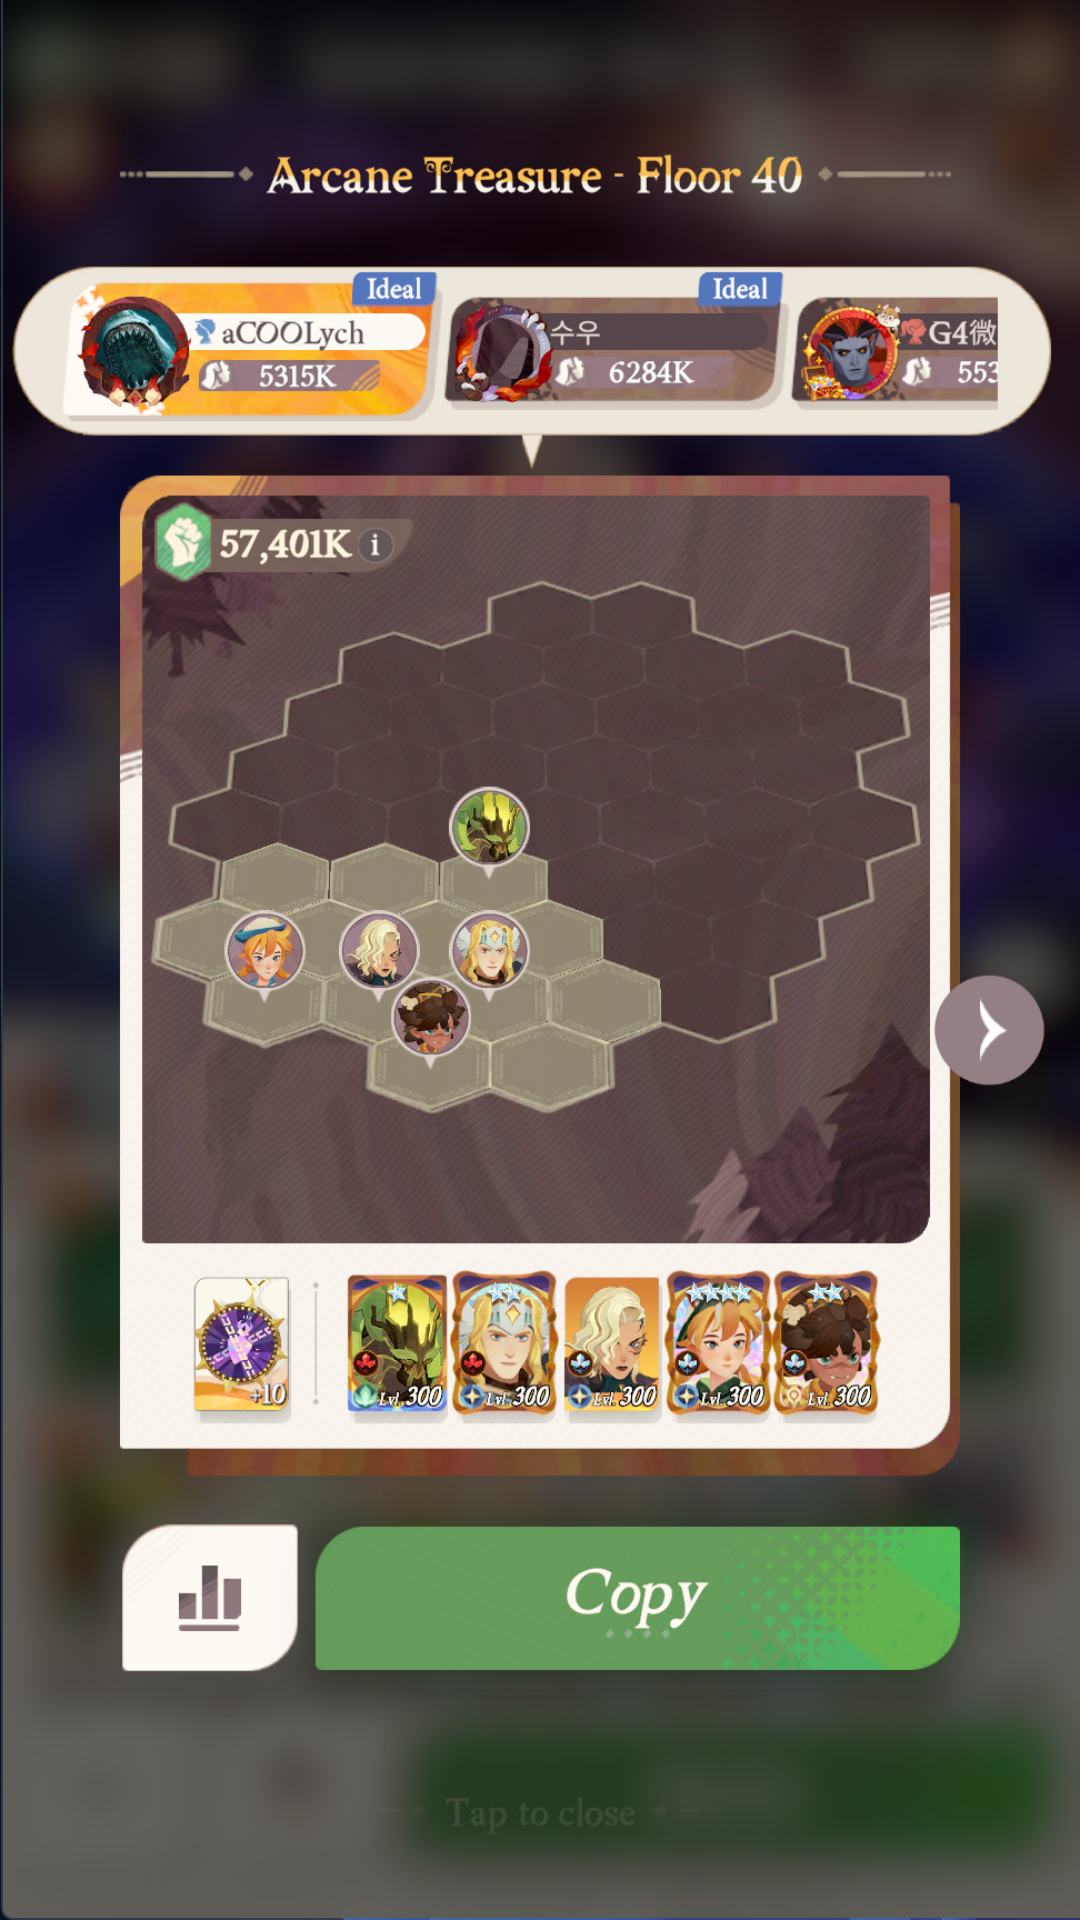 Arcane Treasure - Floor 40
Ideal
Ideal
aCOOLych
수우
G4微
5315K
6284K
553
57,401K
+10
Lvl. 300
Lvl. 300
Lvl. 300
Lvl. 300
Lvl. 300
Copy
Tap to close